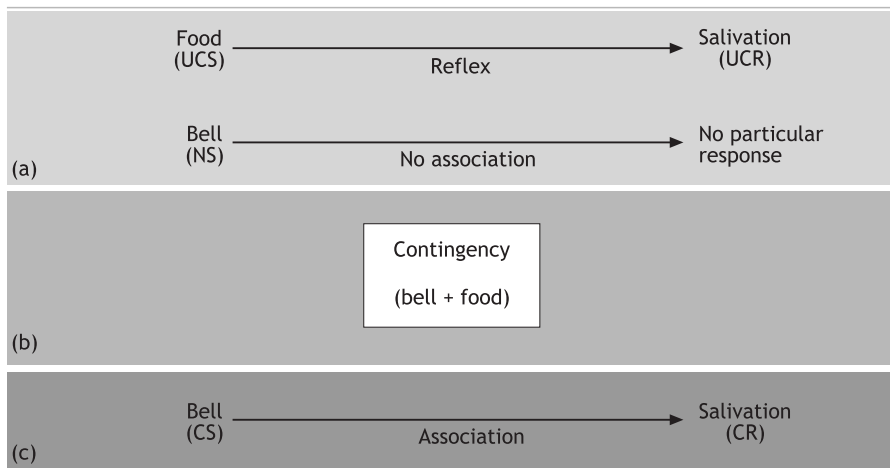 Food
(UCS)
Reflex
Salivation
(UCR)
Bell
(NS)
No association
No particular
response
(a)
Contingency
(bell + food)
(b)
Bell
(CS)
Association
Salivation
(CR)
(c)